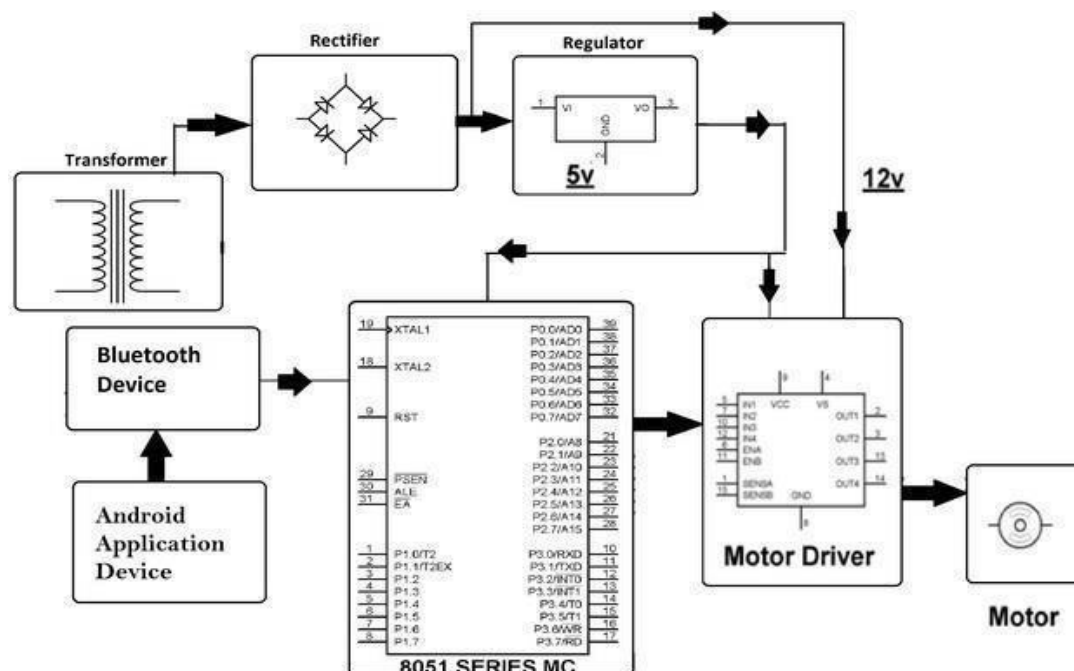 Rectifier
Regulator
1 VI VO 3
GND
2
5v
12v
Transformer
Bluetooth
Device
Android
Application
Device
19 XTAL1
18 XTAL2
9 RST
29 PSEN
30 ALE
31 EA
1 P1.0/T2
2 P1.1/T2EX
3 P1.2
4 P1.3
5 P1.4
6 P1.5
7 P1.6
8 P1.7
P0.0/AD0 39
P0.1/AD1 38
P0.2/AD2 37
P0.3/AD3 36
P0.4/AD4 35
P0.5/AD5 34
P0.6/AD6 33
P0.7/AD7 32
P2.0/A8 21
P2.1/A9 22
P2.2/A10 23
P2.3/A11 24
P2.4/A12 25
P2.5/A13 26
P2.6/A14 27
P2.7/A15 28
P3.0/RXD 10
P3.1/TXD 11
P3.2/INT0 12
P3.3/INT1 13
P3.4/T0 14
P3.5/T1 15
P3.6/WR 16
P3.7/RD 17
8051 SERIES MC
9 4
VCC VS
5 IN1
7 IN2
10 IN3
12 IN4
6 ENA
11 ENB
1 SENSA
15 SENSB
OUT1 2
OUT2 3
OUT3 13
OUT4 14
GND
8
Motor Driver
Motor